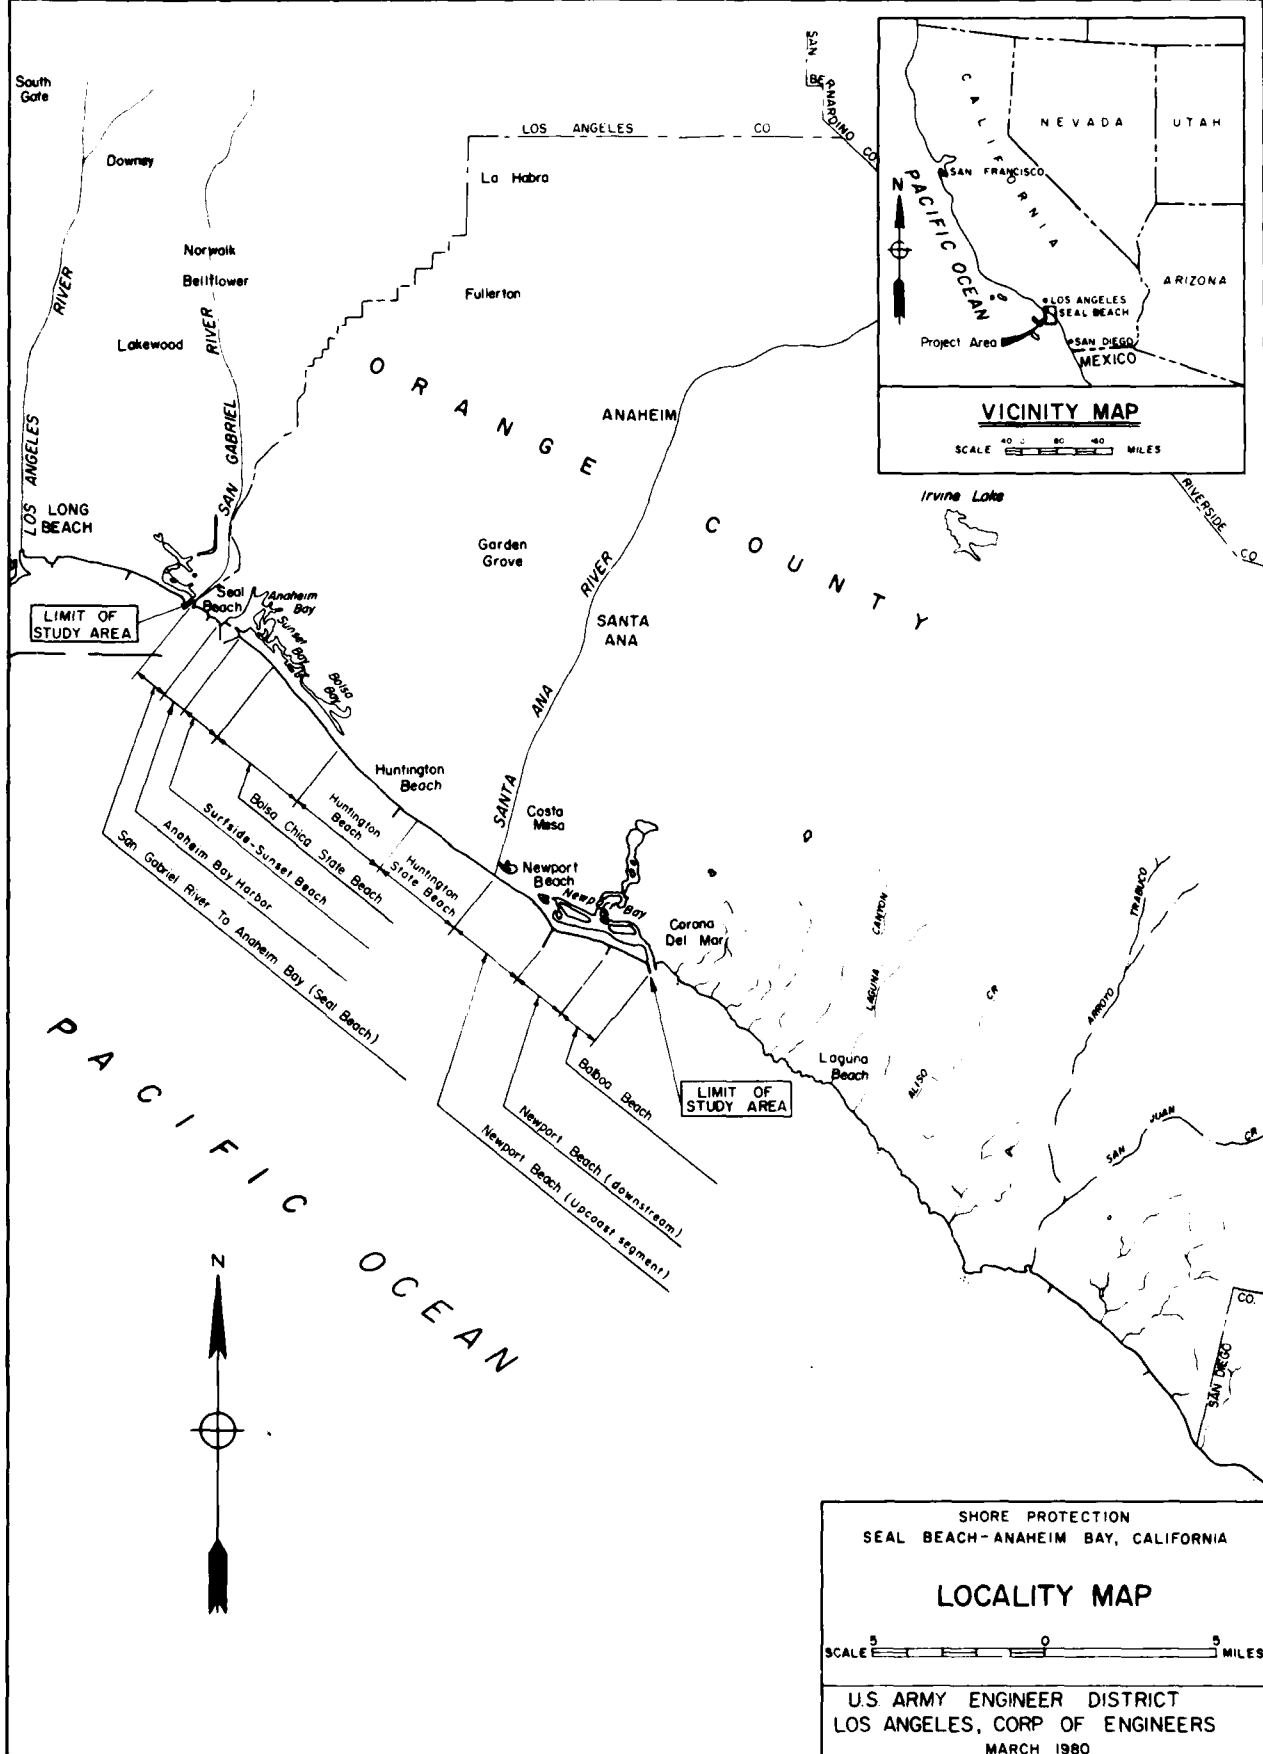 South
Gate
Downey
Norwalk
Bellflower
Lakewood
LOS ANGELES RIVER
SAN GABRIEL RIVER
LONG
BEACH
LOS ANGELES CO
SAN BERNARDINO CO
La Habra
Fullerton
ORANGE COUNTY
ANAHEIM
Garden
Grove
SANTA
ANA
SANTA ANA RIVER
Irvine Lake
RIVERSIDE CO
CALIFORNIA
NEVADA
UTAH
SAN FRANCISCO
N
PACIFIC OCEAN
ARIZONA
LOS ANGELES
SEAL BEACH
Project Area
SAN DIEGO
MEXICO
VICINITY MAP
SCALE 40 0 80 MILES
LIMIT OF
STUDY AREA
Seal
Beach
Anaheim
Bay
Sunset
Bay
Bolsa
Bay
Huntington
Beach
Costa
Mesa
Newport
Beach
Newport Bay
Corona
Del Mar
San Gabriel River To Anaheim Bay (Seal Beach)
Anaheim Bay Harbor
Surfside-Sunset Beach
Bolsa Chica State Beach
Huntington
Beach
Huntington
State Beach
Newport Beach (Upcoast segment)
Newport Beach (downstream)
Balboa Beach
LIMIT OF
STUDY AREA
LAGUNA CANYON
Laguna
Beach
ALISO CR
ARROYO TRABUCO
SAN JUAN CR
SAN DIEGO CO.
PACIFIC OCEAN
N
SHORE PROTECTION
SEAL BEACH-ANAHEIM BAY, CALIFORNIA
LOCALITY MAP
SCALE 5 0 5 MILES
U.S. ARMY ENGINEER DISTRICT
LOS ANGELES, CORP OF ENGINEERS
MARCH 1980